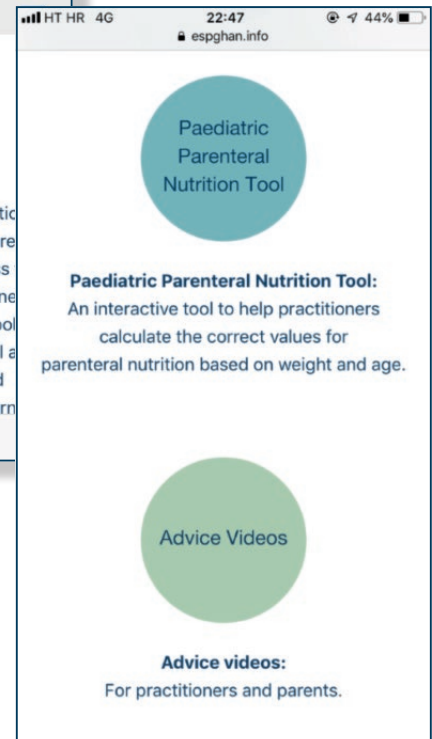 HT HR 4G 22:47 44%
espghan.info
Paediatric
Parenteral
Nutrition Tool
Paediatric Parenteral Nutrition Tool:
An interactive tool to help practitioners
calculate the correct values for
parenteral nutrition based on weight and age.
Advice Videos
Advice videos:
For practitioners and parents.